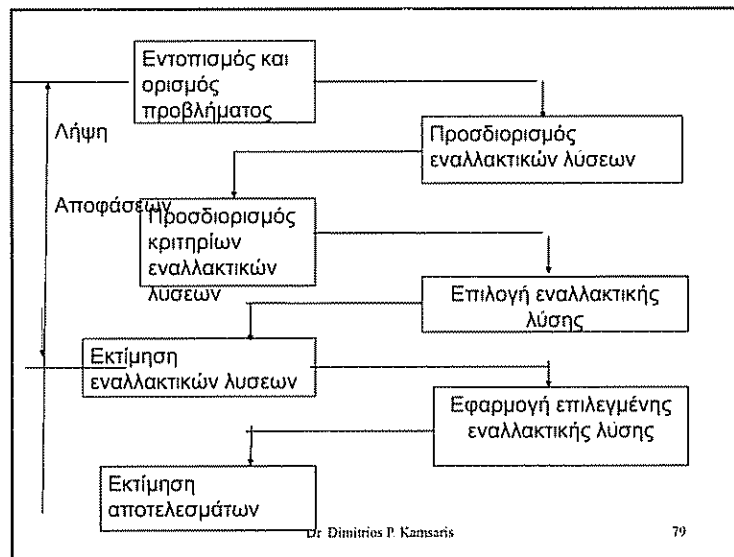 Εντοπισμός και
ορισμός
προβλήματος
Λήψη
Αποφάσεων
Προσδιορισμός
εναλλακτικών λύσεων
Προσδιορισμός
κριτηρίων
εναλλακτικών
λύσεων
Επιλογή εναλλακτικής
λύσης
Εκτίμηση
εναλλακτικών λυσεων
Εφαρμογή επιλεγμένης
εναλλακτικής λύσης
Εκτίμηση
αποτελεσμάτων
Dr Dimitrios P. Kamsaris
79